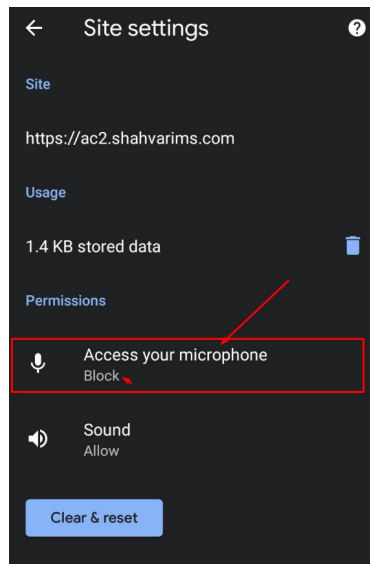 Site settings
Site
https://ac2.shahvarims.com
Usage
1.4 KB stored data
Permissions
Access your microphone
Block
Sound
Allow
Clear & reset